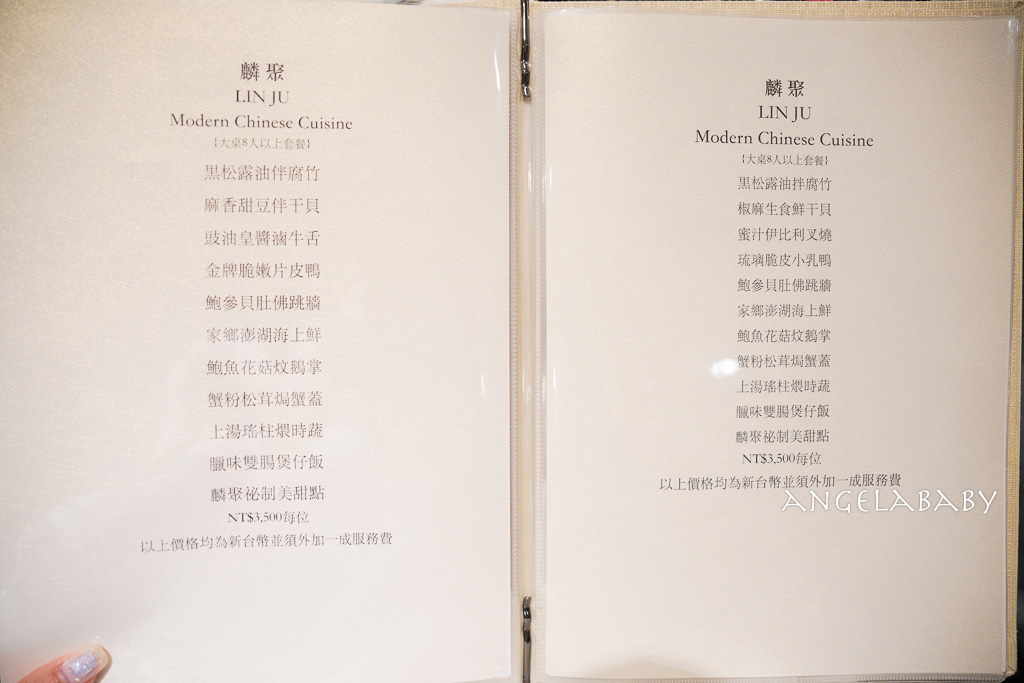 麟聚
LIN JU
Modern Chinese Cuisine
{大桌8人以上套餐}
黒松露油伴腐竹
麻香甜豆伴干貝
豉油皇醬滷牛舌
金牌脆嫩片皮鴨
鮑參貝肚佛跳牆
家鄉澎湖海上鮮
鮑魚花菇炆鵝掌
蟹粉松茸焗蟹蓋
上湯瑤柱煨時蔬
臘味雙腸煲仔飯
麟聚祕制美甜點
NT$3,500每位
以上價格均為新台幣並須外加一成服務費
麟聚
LIN JU
Modern Chinese Cuisine
{大桌8人以上套餐}
黒松露油拌腐竹
椒麻生食鮮干貝
蜜汁伊比利叉燒
琉璃脆皮小乳鴨
鮑參貝肚佛跳牆
家鄉澎湖海上鮮
鮑魚花菇炆鵝掌
蟹粉松茸焗蟹蓋
上湯瑤柱煨時蔬
臘味雙腸煲仔飯
麟聚祕制美甜點
NT$3,500每位
以上價格均為新台幣並須外加一成服務費
ANGELABABY